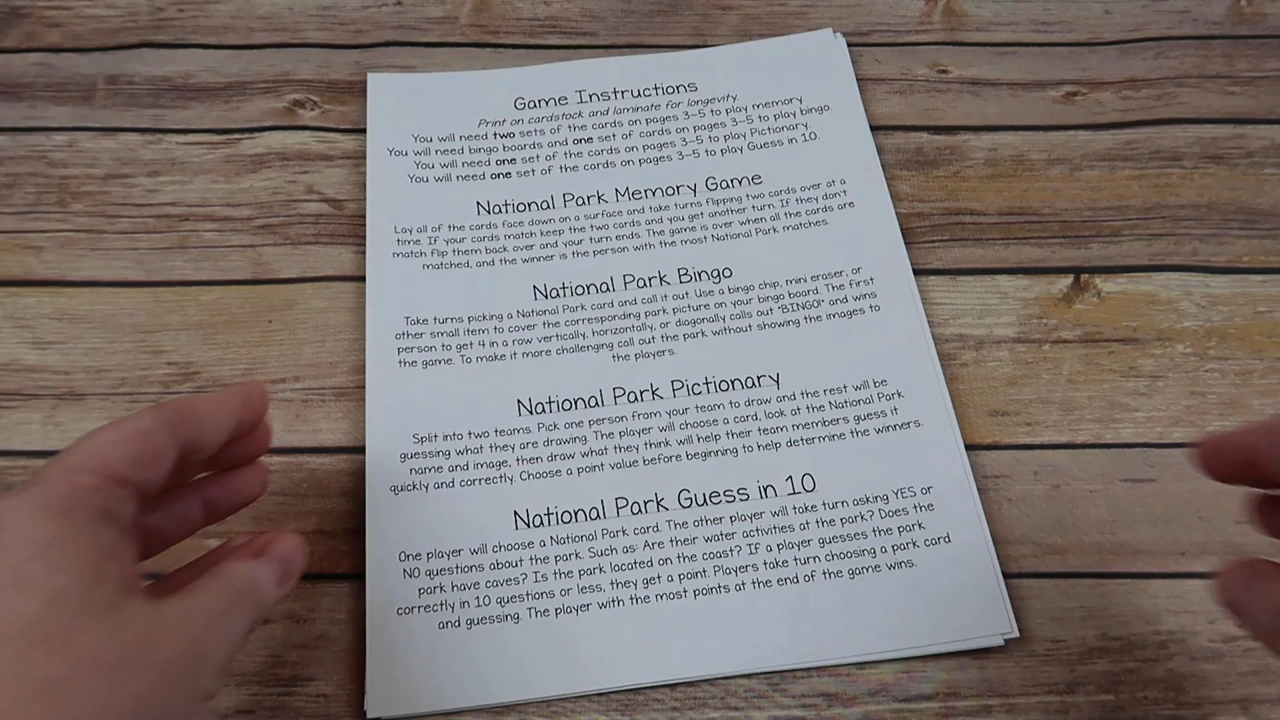 Game Instructions
Print on cardstock and laminate for longevity.
You will need two sets of the cards on pages 3-5 to play memory.
You will need bingo boards and one set of cards on pages 3-5 to play bingo.
You will need one set of the cards on pages 3-5 to play Pictionary.
You will need one set of the cards on pages 3-5 to play Guess in 10.
National Park Memory Game
Lay all of the cards face down on a surface and take turns flipping two cards over at a
time. If your cards match keep the two cards and you get another turn. If they don't
match flip them back over and your turn ends. The game is over when all the cards are
matched, and the winner is the person with the most National Park matches.
National Park Bingo
Take turns picking a National Park card and call it out. Use a bingo chip, mini eraser, or
other small item to cover the corresponding park picture on your bingo board. The first
person to get 4 in a row vertically, horizontally, or diagonally calls out "BINGO!" and wins
the game. To make it more challenging call out the park without showing the images to
the players.
National Park Pictionary
Split into two teams. Pick one person from your team to draw and the rest will be
guessing what they are drawing. The player will choose a card, look at the National Park
name and image, then draw what they think will help their team members guess it
quickly and correctly. Choose a point value before beginning to help determine the winners.
National Park Guess in 10
One player will choose a National Park card. The other player will take turn asking YES or
NO questions about the park. Such as: Are their water activities at the park? Does the
park have caves? Is the park located on the coast? If a player guesses the park
correctly in 10 questions or less, they get a point. Players take turn choosing a park card
and guessing. The player with the most points at the end of the game wins.